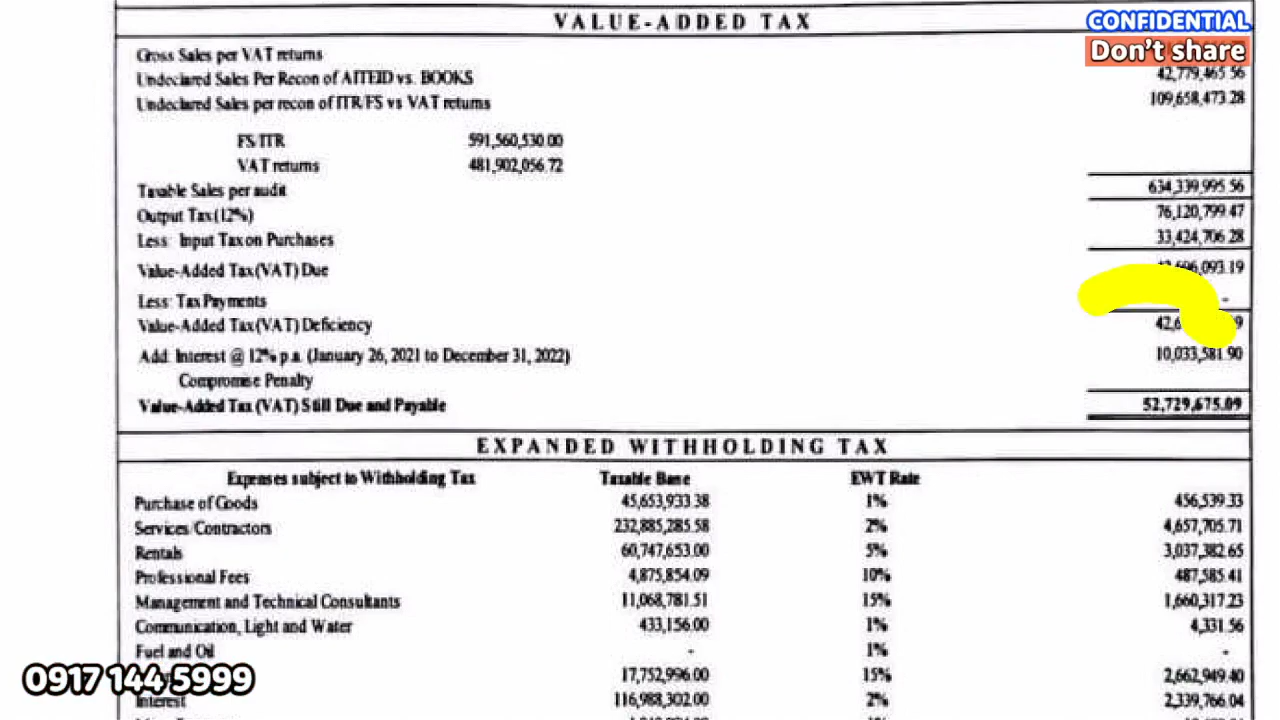 VALUE-ADDED TAX
CONFIDENTIAL
Don't share
Gross Sales per VAT returns
Undeclared Sales Per Recon of AITEID vs. BOOKS 42,779,465.56
Undeclared Sales per recon of ITR/FS vs VAT returns 109,658,473.28
FS/ITR 591,560,530.00
VAT returns 481,902,056.72
Taxable Sales per audit 634,339,995.56
Output Tax (12%) 76,120,799.47
Less: Input Tax on Purchases 33,424,706.28
Value-Added Tax (VAT) Due
Less: Tax Payments -
Value-Added Tax (VAT) Deficiency
Add: Interest @ 12% p.a. (January 26, 2021 to December 31, 2022) 10,033,581.90
Compromise Penalty
Value-Added Tax (VAT) Still Due and Payable 52,729,675.09
EXPANDED WITHHOLDING TAX
Expenses subject to Withholding Tax Taxable Base EWT Rate
Purchase of Goods 45,653,933.38 1% 456,539.33
Services/Contractors 232,885,285.58 2% 4,657,705.71
Rentals 60,747,653.00 5% 3,037,382.65
Professional Fees 4,875,854.09 10% 487,585.41
Management and Technical Consultants 11,068,781.51 15% 1,660,317.23
Communication, Light and Water 433,156.00 1% 4,331.56
Fuel and Oil - 1% -
17,752,996.00 15% 2,662,949.40
Interest 116,988,302.00 2% 2,339,766.04
0917 144 5999